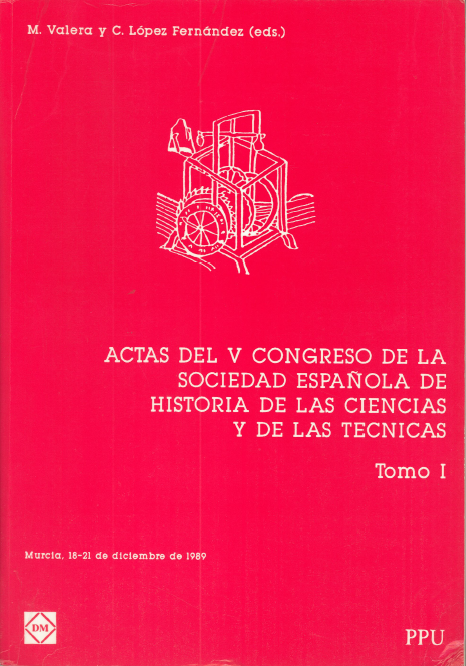 M. Valera y C. López Fernández (eds.)
ACTAS DEL V CONGRESO DE LA
SOCIEDAD ESPAÑOLA DE
HISTORIA DE LAS CIENCIAS
Y DE LAS TECNICAS
Tomo I
Murcia, 18-21 de diciembre de 1989
DM
PPU